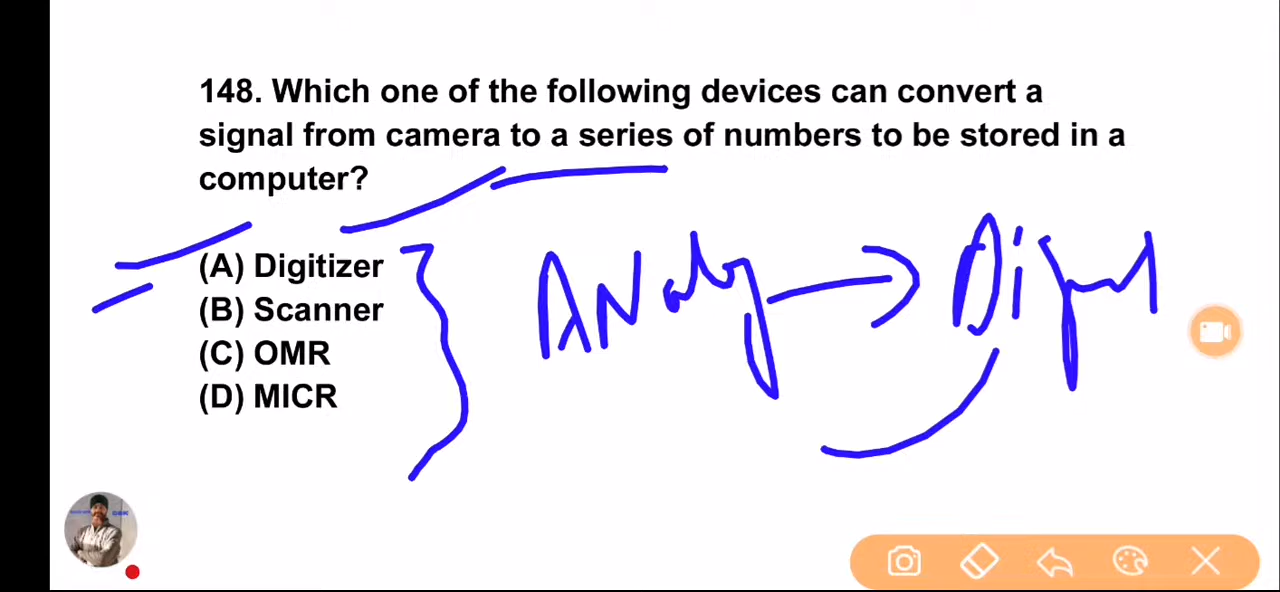 148. Which one of the following devices can convert a
signal from camera to a series of numbers to be stored in a
computer?
(A) Digitizer
(B) Scanner
(C) OMR
(D) MICR